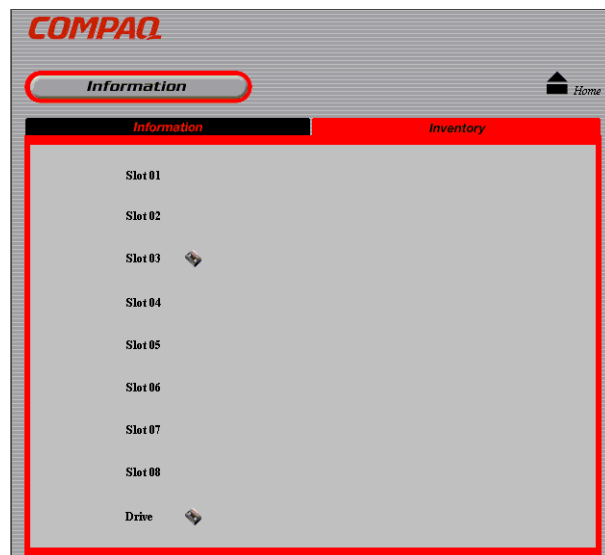 COMPAQ
Information
Home
Information
Inventory
Slot 01
Slot 02
Slot 03
Slot 04
Slot 05
Slot 06
Slot 07
Slot 08
Drive